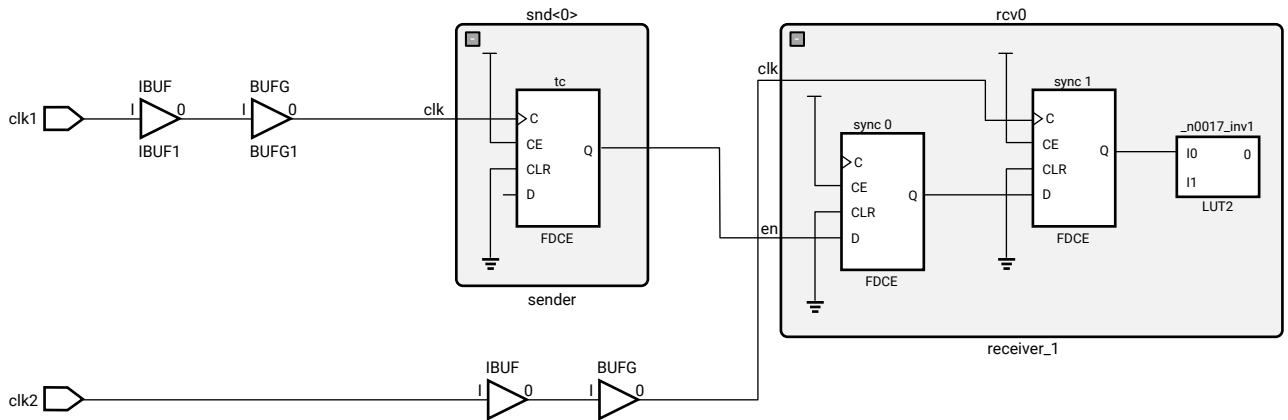 snd<0>
rcv0
clk
tc
C
CE
CLR
D
Q
FDCE
sender
clk1
I
IBUF
0
IBUF1
I
BUFG
0
BUFG1
clk
sync 0
C
CE
CLR
D
Q
FDCE
en
sync 1
C
CE
CLR
D
Q
FDCE
_n0017_inv1
I0
0
I1
LUT2
receiver_1
clk2
I
IBUF
0
I
BUFG
0